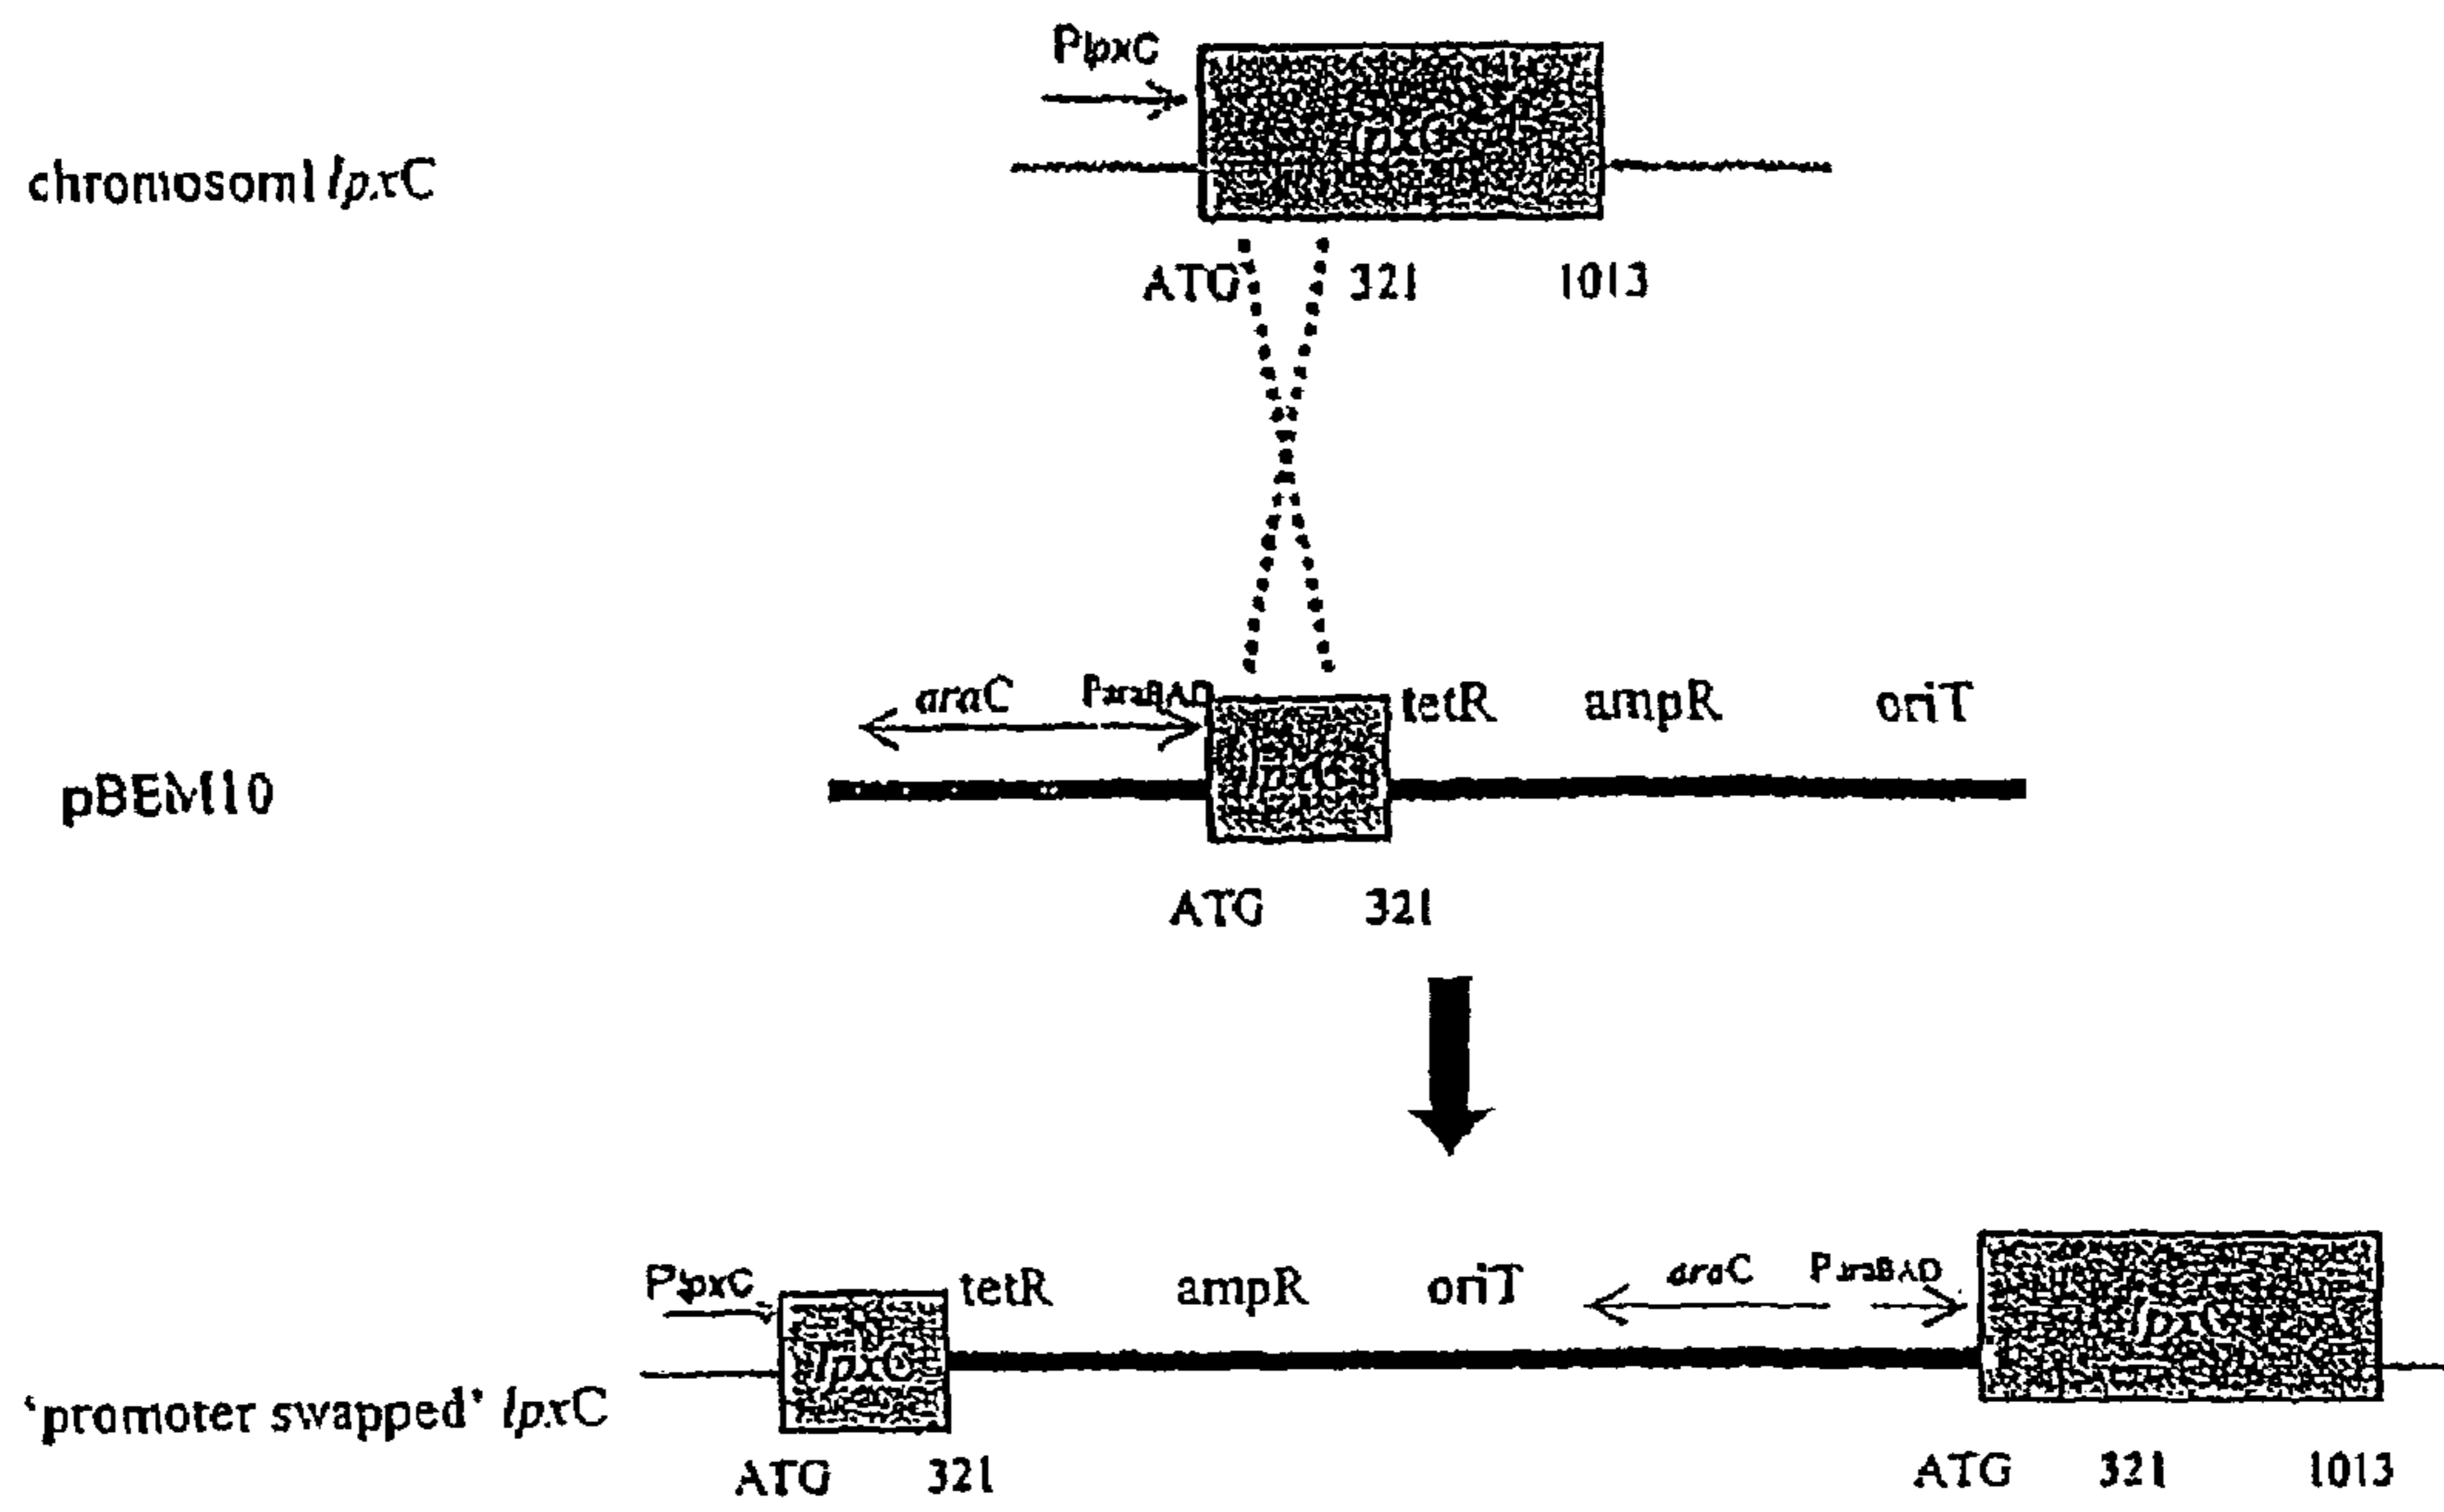 PlpxC
lpxC
chromosoml lpxC
ATG 321 1013
araC ParaBAD tetR ampR oriT
lpxC
pBEM10
ATG 321
PlpxC tetR ampR oriT araC ParaBAD
lpxC lpxC
'promoter swapped' lpxC
ATG 321 ATG 321 1013